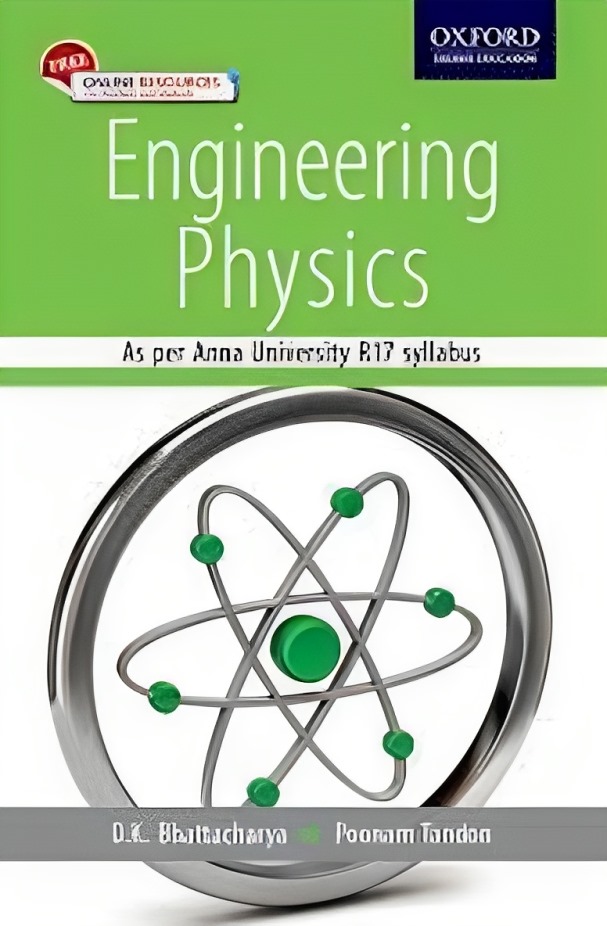 OXFORD
Engineering
Physics
As per Anna University R17 syllabus
D.K. Bhattacharya Poonam Tandon